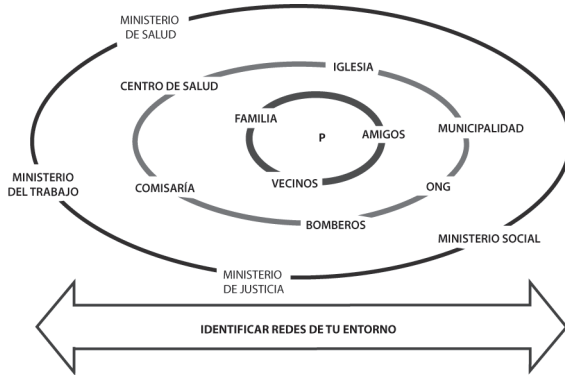 MINISTERIO
DE SALUD
IGLESIA
CENTRO DE SALUD
FAMILIA
P
AMIGOS
MUNICIPALIDAD
MINISTERIO
DEL TRABAJO
COMISARÍA
VECINOS
ONG
BOMBEROS
MINISTERIO SOCIAL
MINISTERIO
DE JUSTICIA
IDENTIFICAR REDES DE TU ENTORNO